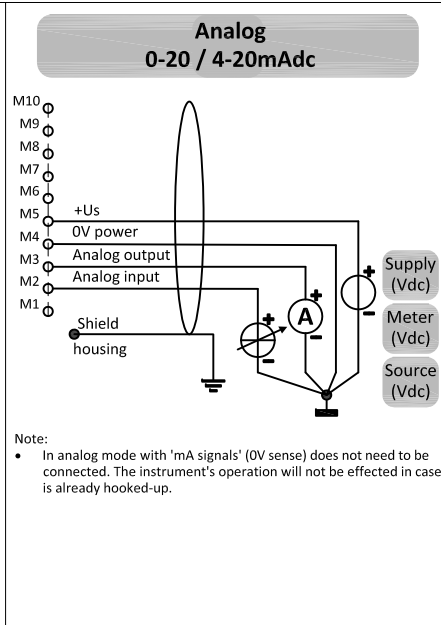 Analog
0-20 / 4-20mAdc
M10
M9
M8
M7
M6
M5
+Us
M4
0V power
M3
Analog output
M2
Analog input
M1
Shield
housing
+
+
+
A
-
-
-
Supply
(Vdc)
Meter
(Vdc)
Source
(Vdc)
Note:
• In analog mode with 'mA signals' (0V sense) does not need to be
connected. The instrument's operation will not be effected in case
is already hooked-up.